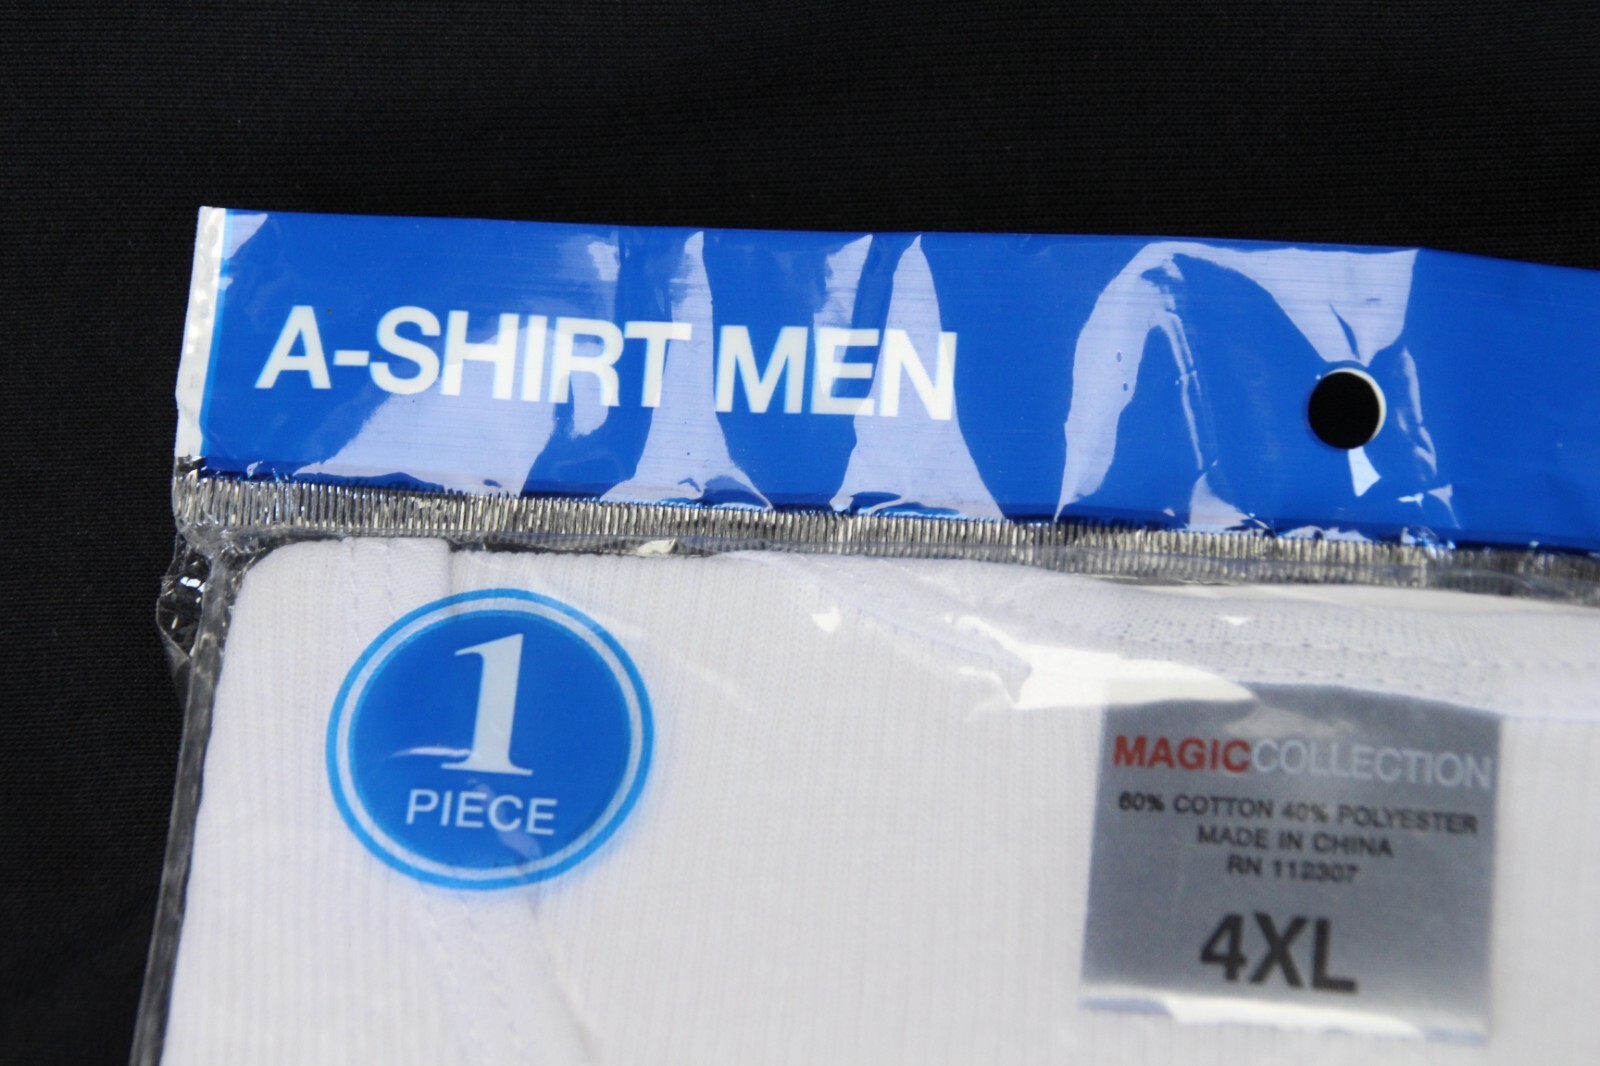 A-SHIRT MEN
1
PIECE
MAGICCOLLECTION
60% COTTON 40% POLYESTER
MADE IN CHINA
RN 112307
4XL